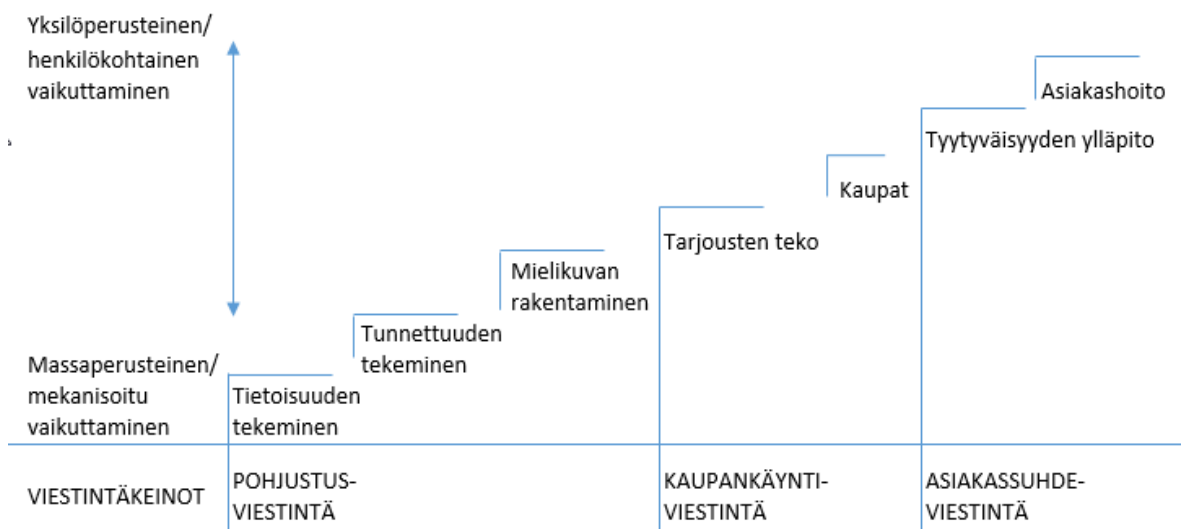 Yksilöperusteinen/
henkilökohtainen
vaikuttaminen
Asiakashoito
Tyytyväisyyden ylläpito
Kaupat
Tarjousten teko
Mielikuvan
rakentaminen
Tunnettuuden
tekeminen
Massaperusteinen/
mekanisoitu
vaikuttaminen
Tietoisuuden
tekeminen
VIESTINTÄKEINOT
POHJUSTUS-
VIESTINTÄ
KAUPANKÄYNTI-
VIESTINTÄ
ASIAKASSUHDE-
VIESTINTÄ